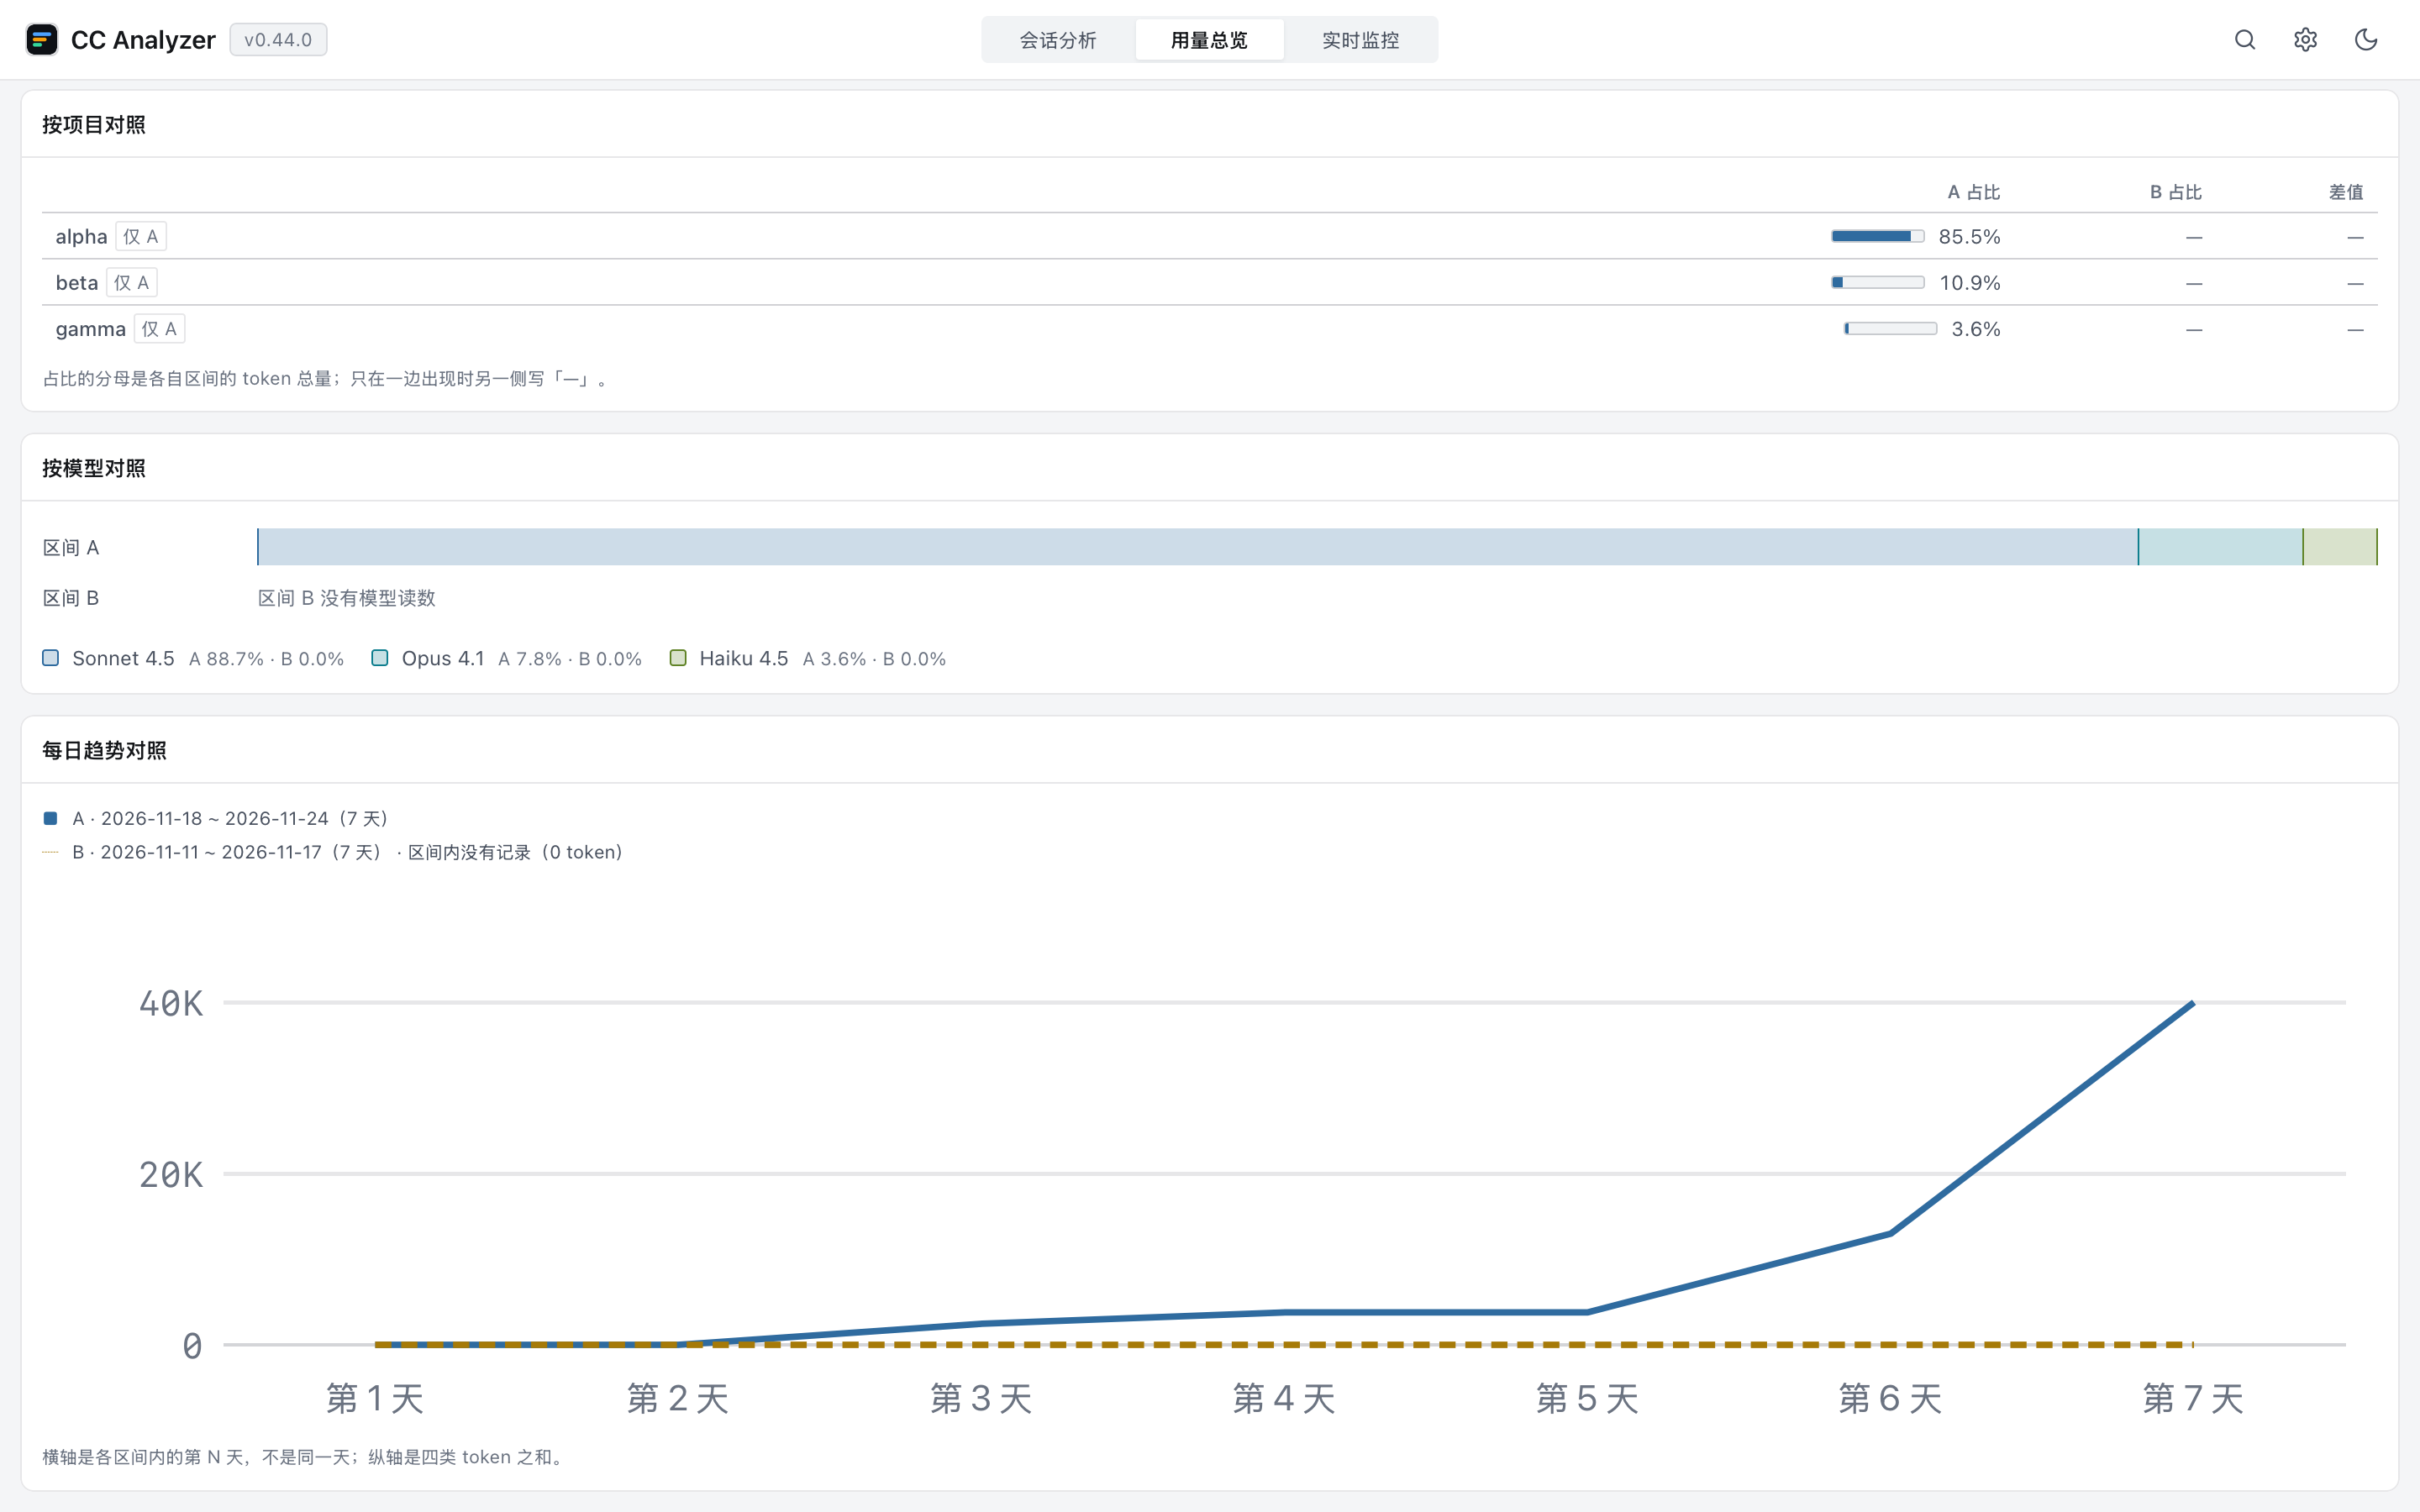 CC Analyzer v0.44.0 会话分析 用量总览 实时监控
按项目对照
A 占比 B 占比 差值
alpha 仅 A 85.5% — —
beta 仅 A 10.9% — —
gamma 仅 A 3.6% — —
占比的分母是各自区间的 token 总量；只在一边出现时另一侧写「—」。
按模型对照
区间 A
区间 B 区间 B 没有模型读数
Sonnet 4.5 A 88.7% · B 0.0% Opus 4.1 A 7.8% · B 0.0% Haiku 4.5 A 3.6% · B 0.0%
每日趋势对照
A · 2026-11-18 ~ 2026-11-24（7 天）
B · 2026-11-11 ~ 2026-11-17（7 天） · 区间内没有记录（0 token）
40K
20K
0
第 1 天 第 2 天 第 3 天 第 4 天 第 5 天 第 6 天 第 7 天
横轴是各区间内的第 N 天，不是同一天；纵轴是四类 token 之和。